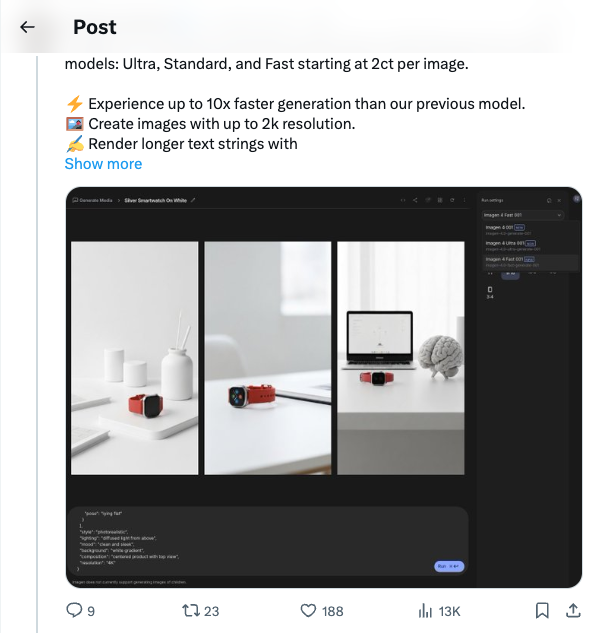 Post
models: Ultra, Standard, and Fast starting at 2ct per image.
⚡ Experience up to 10x faster generation than our previous model.
🖼️ Create images with up to 2k resolution.
✍️ Render longer text strings with
Show more
Generate Media > Silver Smartwatch On White
Run settings
Imagen 4 Fast 001
Imagen 4 001
Imagen 4 Ultra 001
Imagen 4 Fast 001
3:4
"pose": "lying flat"
}
],
"style": "photorealistic",
"lighting": "diffused light from above",
"mood": "clean and sleek",
"background": "white gradient",
"composition": "centered product with top view",
"resolution": "4K"
}
Run
Imagen does not currently support generating images of children.
9 23 188 13K